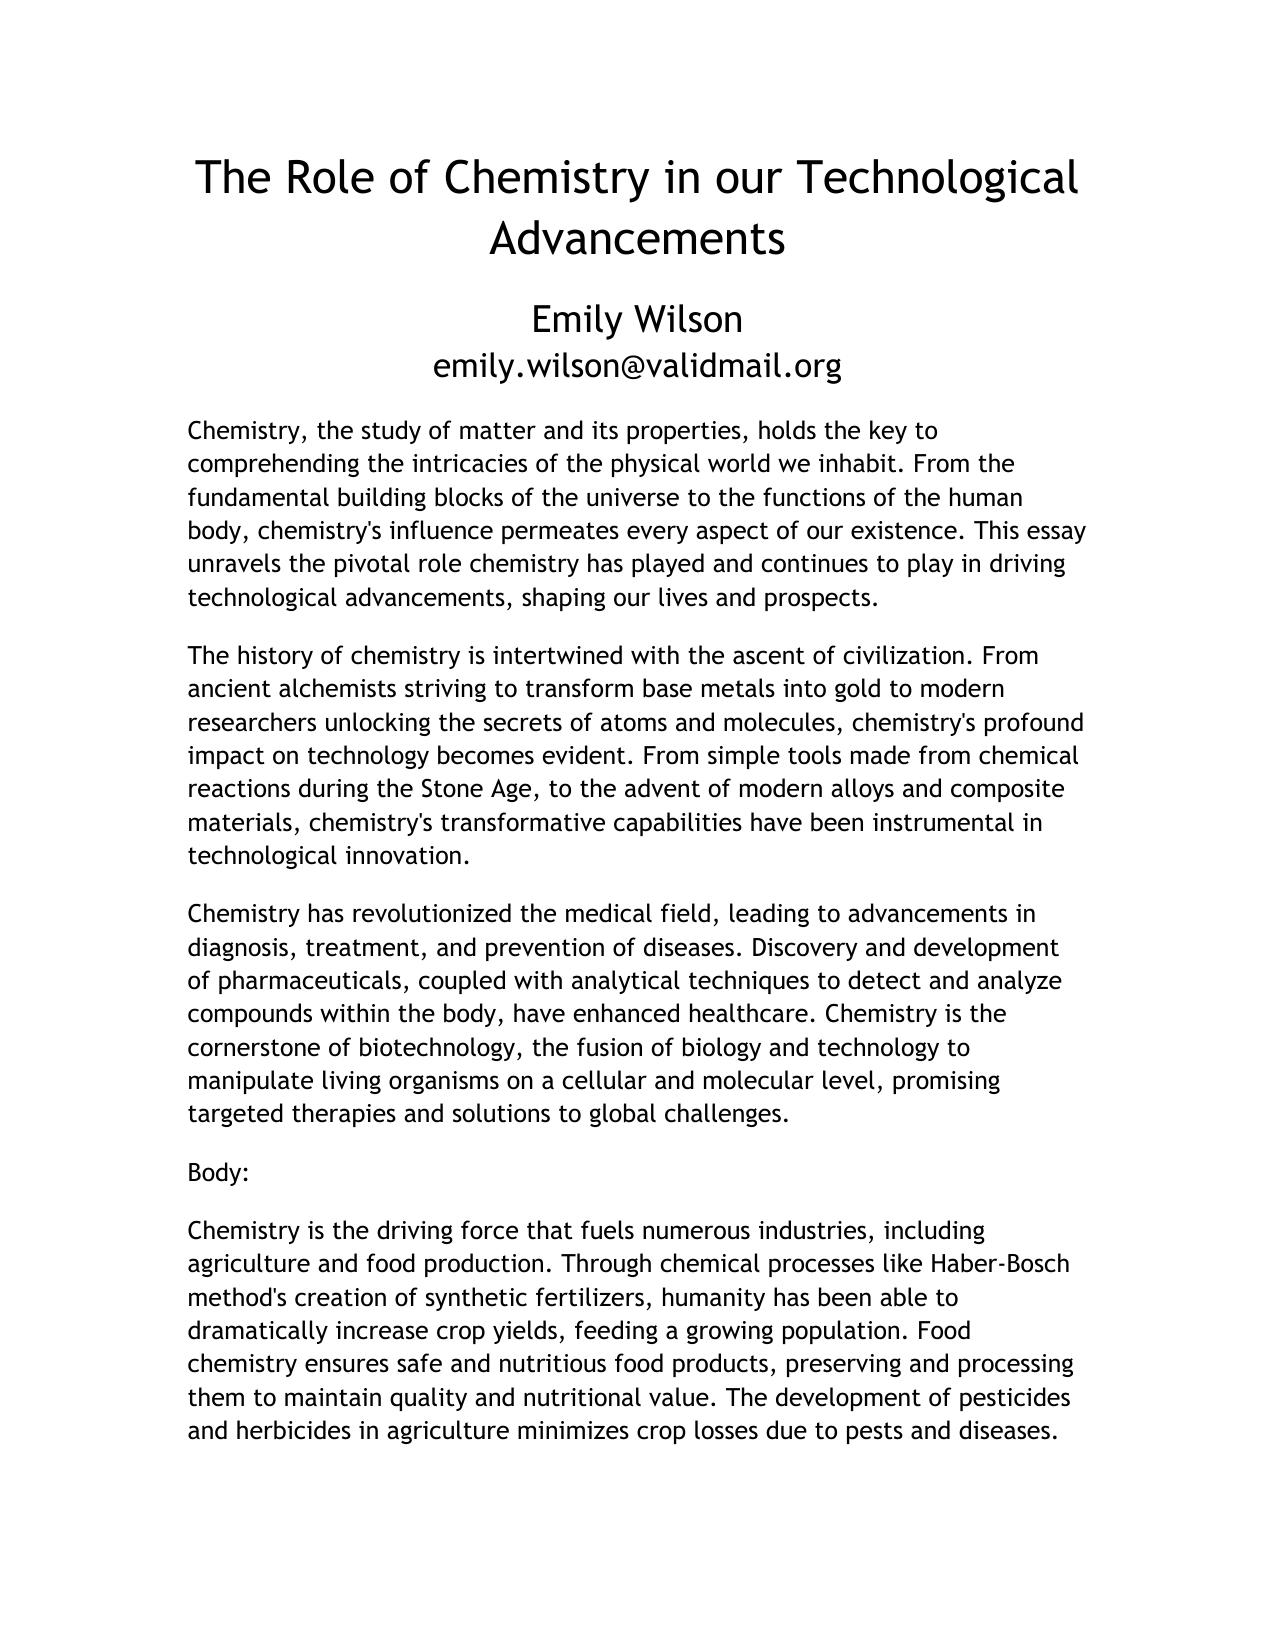 The Role of Chemistry in our Technological
Advancements
Emily Wilson
emily.wilson@validmail.org
Chemistry, the study of matter and its properties, holds the key to
comprehending the intricacies of the physical world we inhabit. From the
fundamental building blocks of the universe to the functions of the human
body, chemistry's influence permeates every aspect of our existence. This essay
unravels the pivotal role chemistry has played and continues to play in driving
technological advancements, shaping our lives and prospects.
The history of chemistry is intertwined with the ascent of civilization. From
ancient alchemists striving to transform base metals into gold to modern
researchers unlocking the secrets of atoms and molecules, chemistry's profound
impact on technology becomes evident. From simple tools made from chemical
reactions during the Stone Age, to the advent of modern alloys and composite
materials, chemistry's transformative capabilities have been instrumental in
technological innovation.
Chemistry has revolutionized the medical field, leading to advancements in
diagnosis, treatment, and prevention of diseases. Discovery and development
of pharmaceuticals, coupled with analytical techniques to detect and analyze
compounds within the body, have enhanced healthcare. Chemistry is the
cornerstone of biotechnology, the fusion of biology and technology to
manipulate living organisms on a cellular and molecular level, promising
targeted therapies and solutions to global challenges.
Body:
Chemistry is the driving force that fuels numerous industries, including
agriculture and food production. Through chemical processes like Haber-Bosch
method's creation of synthetic fertilizers, humanity has been able to
dramatically increase crop yields, feeding a growing population. Food
chemistry ensures safe and nutritious food products, preserving and processing
them to maintain quality and nutritional value. The development of pesticides
and herbicides in agriculture minimizes crop losses due to pests and diseases.